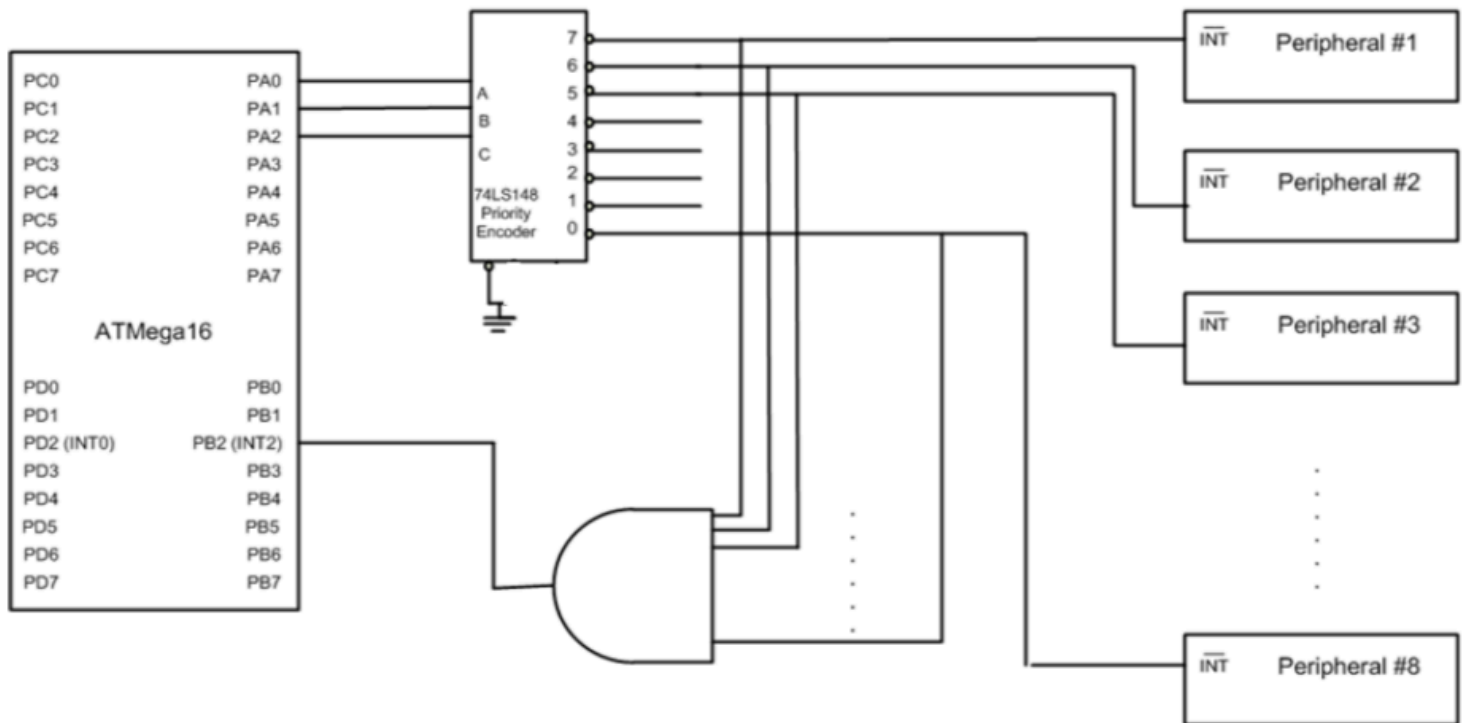 PC0
PC1
PC2
PC3
PC4
PC5
PC6
PC7
PA0
PA1
PA2
PA3
PA4
PA5
PA6
PA7
ATMega16
PD0
PD1
PD2 (INT0)
PD3
PD4
PD5
PD6
PD7
PB0
PB1
PB2 (INT2)
PB3
PB4
PB5
PB6
PB7
A
B
C
74LS148
Priority
Encoder
7
6
5
4
3
2
1
0
INT Peripheral #1
INT Peripheral #2
INT Peripheral #3
INT Peripheral #8